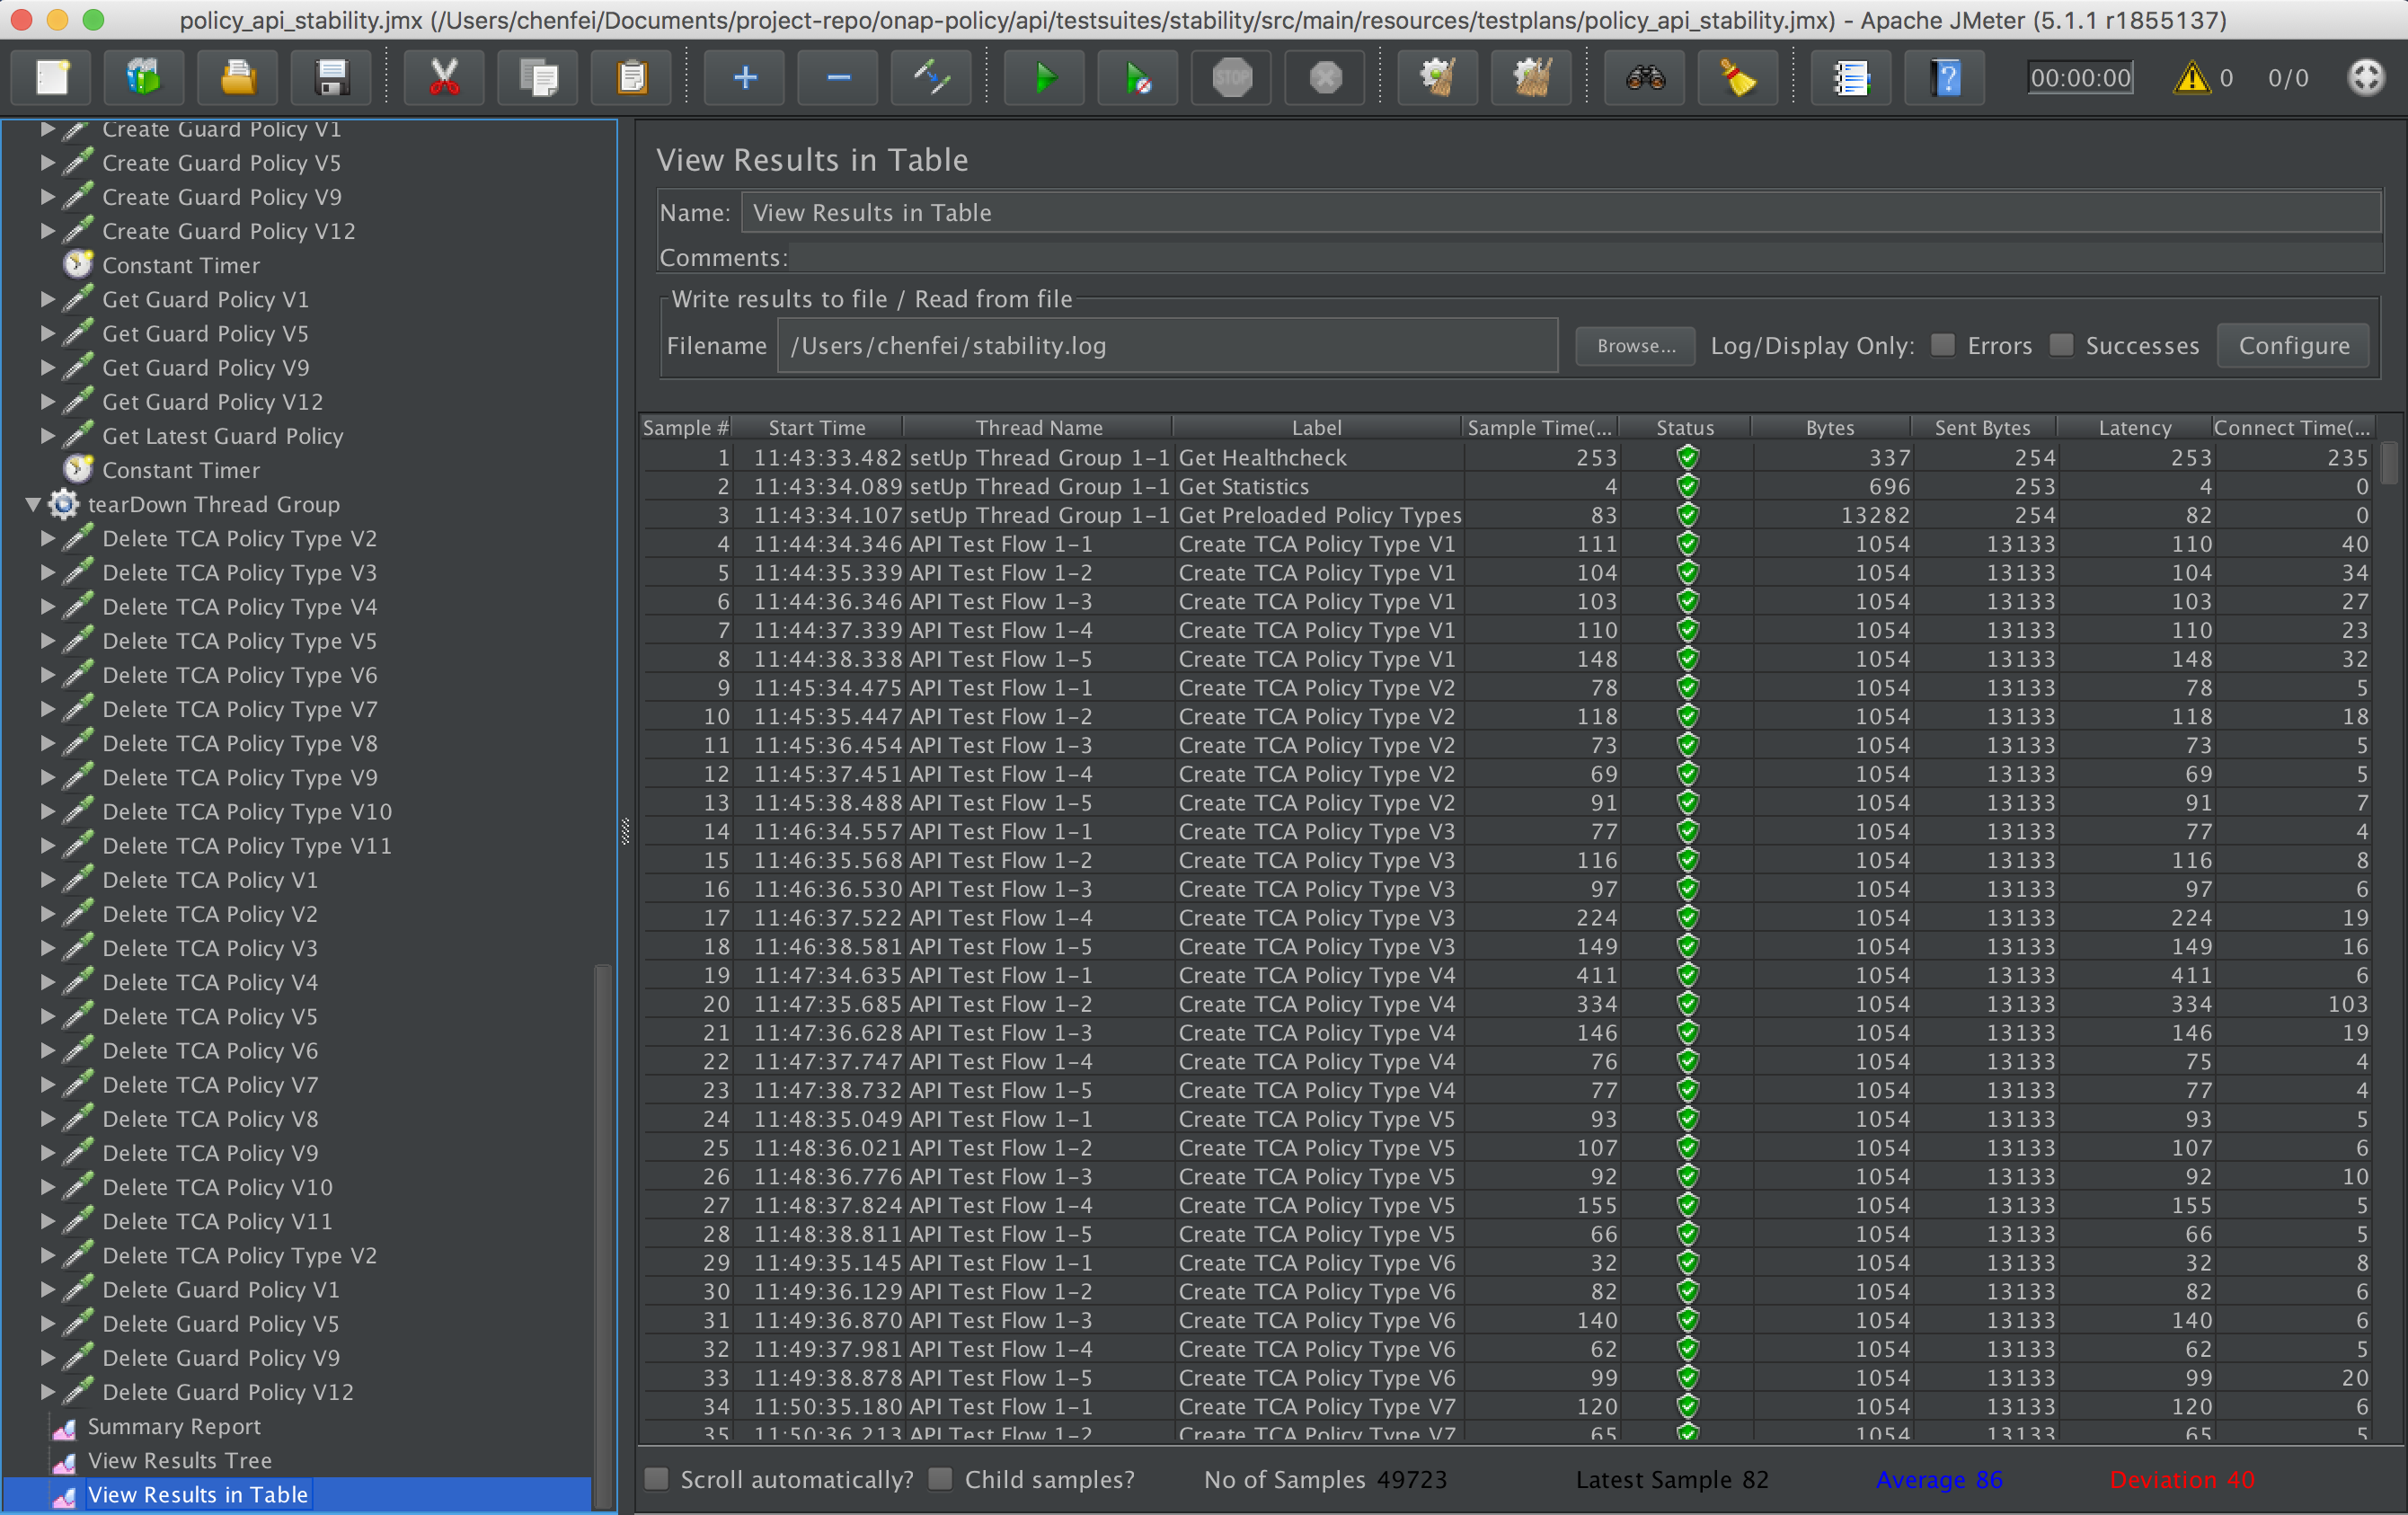 policy_api_stability.jmx (/Users/chenfei/Documents/project-repo/onap-policy/api/testsuites/stability/src/main/resources/testplans/policy_api_stability.jmx) - Apache JMeter (5.1.1 r1855137)
STOP
?
00:00:00 0 0/0
Create Guard Policy V1
Create Guard Policy V5
Create Guard Policy V9
Create Guard Policy V12
Constant Timer
Get Guard Policy V1
Get Guard Policy V5
Get Guard Policy V9
Get Guard Policy V12
Get Latest Guard Policy
Constant Timer
tearDown Thread Group
Delete TCA Policy Type V2
Delete TCA Policy Type V3
Delete TCA Policy Type V4
Delete TCA Policy Type V5
Delete TCA Policy Type V6
Delete TCA Policy Type V7
Delete TCA Policy Type V8
Delete TCA Policy Type V9
Delete TCA Policy Type V10
Delete TCA Policy Type V11
Delete TCA Policy V1
Delete TCA Policy V2
Delete TCA Policy V3
Delete TCA Policy V4
Delete TCA Policy V5
Delete TCA Policy V6
Delete TCA Policy V7
Delete TCA Policy V8
Delete TCA Policy V9
Delete TCA Policy V10
Delete TCA Policy V11
Delete TCA Policy Type V2
Delete Guard Policy V1
Delete Guard Policy V5
Delete Guard Policy V9
Delete Guard Policy V12
Summary Report
View Results Tree
View Results in Table
View Results in Table
Name: View Results in Table
Comments:
Write results to file / Read from file
Filename /Users/chenfei/stability.log Browse... Log/Display Only: Errors Successes Configure
Sample # Start Time Thread Name Label Sample Time(... Status Bytes Sent Bytes Latency Connect Time(...
1 11:43:33.482 setUp Thread Group 1-1 Get Healthcheck 253 337 254 253 235
2 11:43:34.089 setUp Thread Group 1-1 Get Statistics 4 696 253 4 0
3 11:43:34.107 setUp Thread Group 1-1 Get Preloaded Policy Types 83 13282 254 82 0
4 11:44:34.346 API Test Flow 1-1 Create TCA Policy Type V1 111 1054 13133 110 40
5 11:44:35.339 API Test Flow 1-2 Create TCA Policy Type V1 104 1054 13133 104 34
6 11:44:36.346 API Test Flow 1-3 Create TCA Policy Type V1 103 1054 13133 103 27
7 11:44:37.339 API Test Flow 1-4 Create TCA Policy Type V1 110 1054 13133 110 23
8 11:44:38.338 API Test Flow 1-5 Create TCA Policy Type V1 148 1054 13133 148 32
9 11:45:34.475 API Test Flow 1-1 Create TCA Policy Type V2 78 1054 13133 78 5
10 11:45:35.447 API Test Flow 1-2 Create TCA Policy Type V2 118 1054 13133 118 18
11 11:45:36.454 API Test Flow 1-3 Create TCA Policy Type V2 73 1054 13133 73 5
12 11:45:37.451 API Test Flow 1-4 Create TCA Policy Type V2 69 1054 13133 69 5
13 11:45:38.488 API Test Flow 1-5 Create TCA Policy Type V2 91 1054 13133 91 7
14 11:46:34.557 API Test Flow 1-1 Create TCA Policy Type V3 77 1054 13133 77 4
15 11:46:35.568 API Test Flow 1-2 Create TCA Policy Type V3 116 1054 13133 116 8
16 11:46:36.530 API Test Flow 1-3 Create TCA Policy Type V3 97 1054 13133 97 6
17 11:46:37.522 API Test Flow 1-4 Create TCA Policy Type V3 224 1054 13133 224 19
18 11:46:38.581 API Test Flow 1-5 Create TCA Policy Type V3 149 1054 13133 149 16
19 11:47:34.635 API Test Flow 1-1 Create TCA Policy Type V4 411 1054 13133 411 6
20 11:47:35.685 API Test Flow 1-2 Create TCA Policy Type V4 334 1054 13133 334 103
21 11:47:36.628 API Test Flow 1-3 Create TCA Policy Type V4 146 1054 13133 146 19
22 11:47:37.747 API Test Flow 1-4 Create TCA Policy Type V4 76 1054 13133 75 4
23 11:47:38.732 API Test Flow 1-5 Create TCA Policy Type V4 77 1054 13133 77 4
24 11:48:35.049 API Test Flow 1-1 Create TCA Policy Type V5 93 1054 13133 93 5
25 11:48:36.021 API Test Flow 1-2 Create TCA Policy Type V5 107 1054 13133 107 6
26 11:48:36.776 API Test Flow 1-3 Create TCA Policy Type V5 92 1054 13133 92 10
27 11:48:37.824 API Test Flow 1-4 Create TCA Policy Type V5 155 1054 13133 155 5
28 11:48:38.811 API Test Flow 1-5 Create TCA Policy Type V5 66 1054 13133 66 5
29 11:49:35.145 API Test Flow 1-1 Create TCA Policy Type V6 32 1054 13133 32 8
30 11:49:36.129 API Test Flow 1-2 Create TCA Policy Type V6 82 1054 13133 82 6
31 11:49:36.870 API Test Flow 1-3 Create TCA Policy Type V6 140 1054 13133 140 6
32 11:49:37.981 API Test Flow 1-4 Create TCA Policy Type V6 62 1054 13133 62 5
33 11:49:38.878 API Test Flow 1-5 Create TCA Policy Type V6 99 1054 13133 99 20
34 11:50:35.180 API Test Flow 1-1 Create TCA Policy Type V7 120 1054 13133 120 6
35 11:50:36.213 API Test Flow 1-2 Create TCA Policy Type V7 65 1054 13133 65 5
Scroll automatically? Child samples? No of Samples 49723 Latest Sample 82 Average 86 Deviation 40